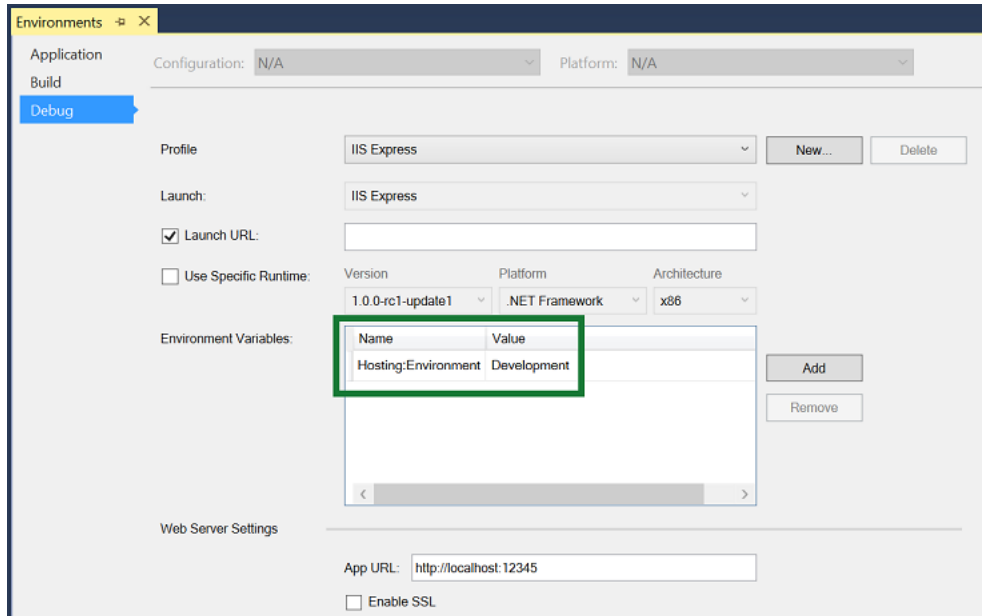 Environments
Application
Configuration: N/A Platform: N/A
Build
Debug
Profile IIS Express New... Delete
Launch: IIS Express
Launch URL:
Use Specific Runtime: Version Platform Architecture
1.0.0-rc1-update1 .NET Framework x86
Environment Variables: Name Value
Hosting:Environment Development Add
Remove
Web Server Settings
App URL: http://localhost:12345
Enable SSL